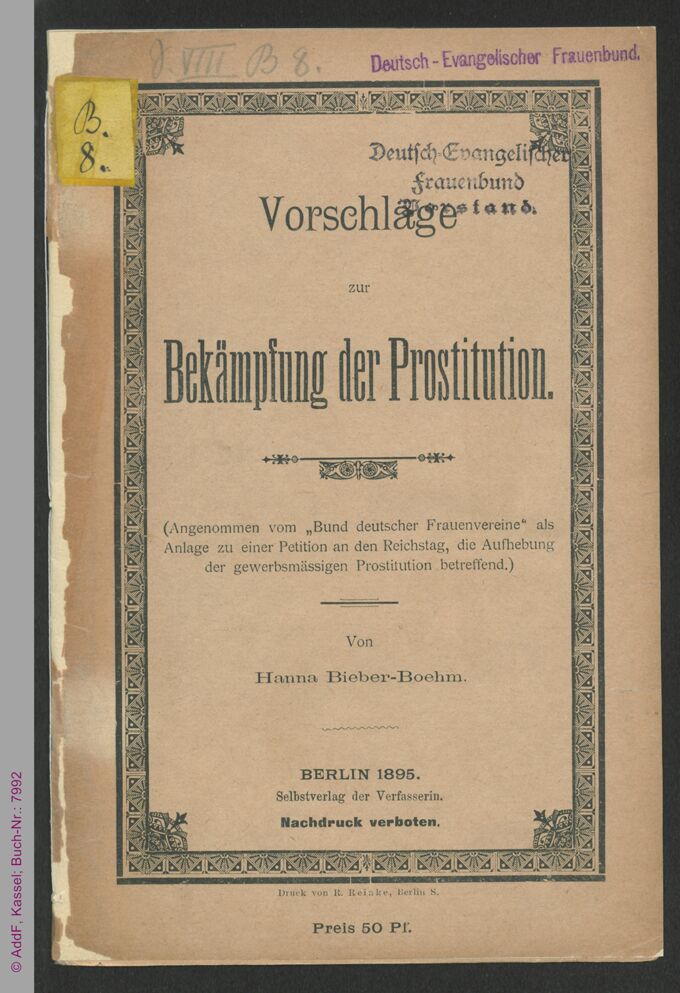 J. VIII B 8.
Deutsch-Evangelischer Frauenbund.
B.
8.
Deutsch-Evangelischer
Frauenbund
Vorstand.
Vorschläge
zur
Bekämpfung der Prostitution.
(Angenommen vom „Bund deutscher Frauenvereine“ als
Anlage zu einer Petition an den Reichstag, die Aufhebung
der gewerbsmässigen Prostitution betreffend.)
Von
Hanna Bieber-Boehm.
BERLIN 1895.
Selbstverlag der Verfasserin.
Nachdruck verboten.
Druck von R. Reinke, Berlin S.
Preis 50 Pf.
© AddF, Kassel; Buch-Nr.: 7992